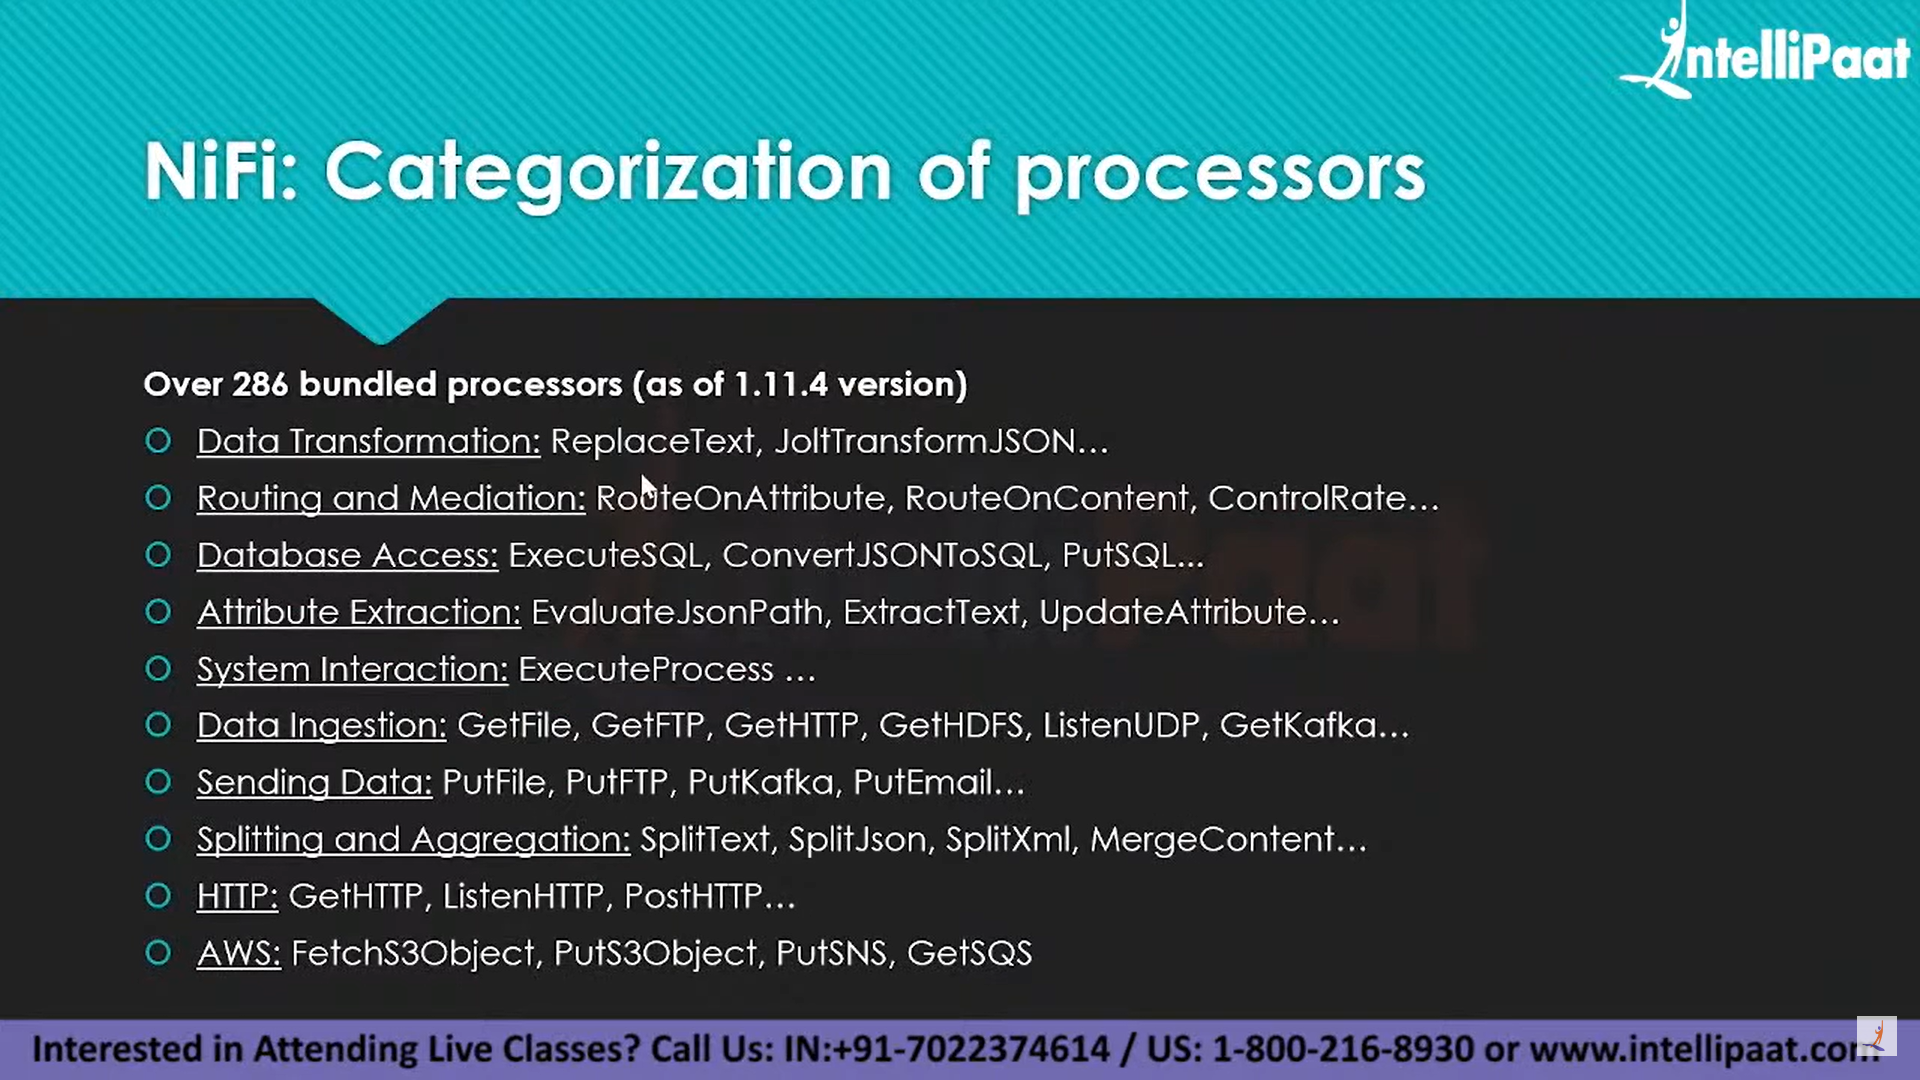 IntelliPaat
NiFi: Categorization of processors
Over 286 bundled processors (as of 1.11.4 version)
Data Transformation: ReplaceText, JoltTransformJSON…
Routing and Mediation: RouteOnAttribute, RouteOnContent, ControlRate…
Database Access: ExecuteSQL, ConvertJSONToSQL, PutSQL...
Attribute Extraction: EvaluateJsonPath, ExtractText, UpdateAttribute…
System Interaction: ExecuteProcess …
Data Ingestion: GetFile, GetFTP, GetHTTP, GetHDFS, ListenUDP, GetKafka…
Sending Data: PutFile, PutFTP, PutKafka, PutEmail…
Splitting and Aggregation: SplitText, SplitJson, SplitXml, MergeContent…
HTTP: GetHTTP, ListenHTTP, PostHTTP…
AWS: FetchS3Object, PutS3Object, PutSNS, GetSQS
Interested in Attending Live Classes? Call Us: IN:+91-7022374614 / US: 1-800-216-8930 or www.intellipaat.com